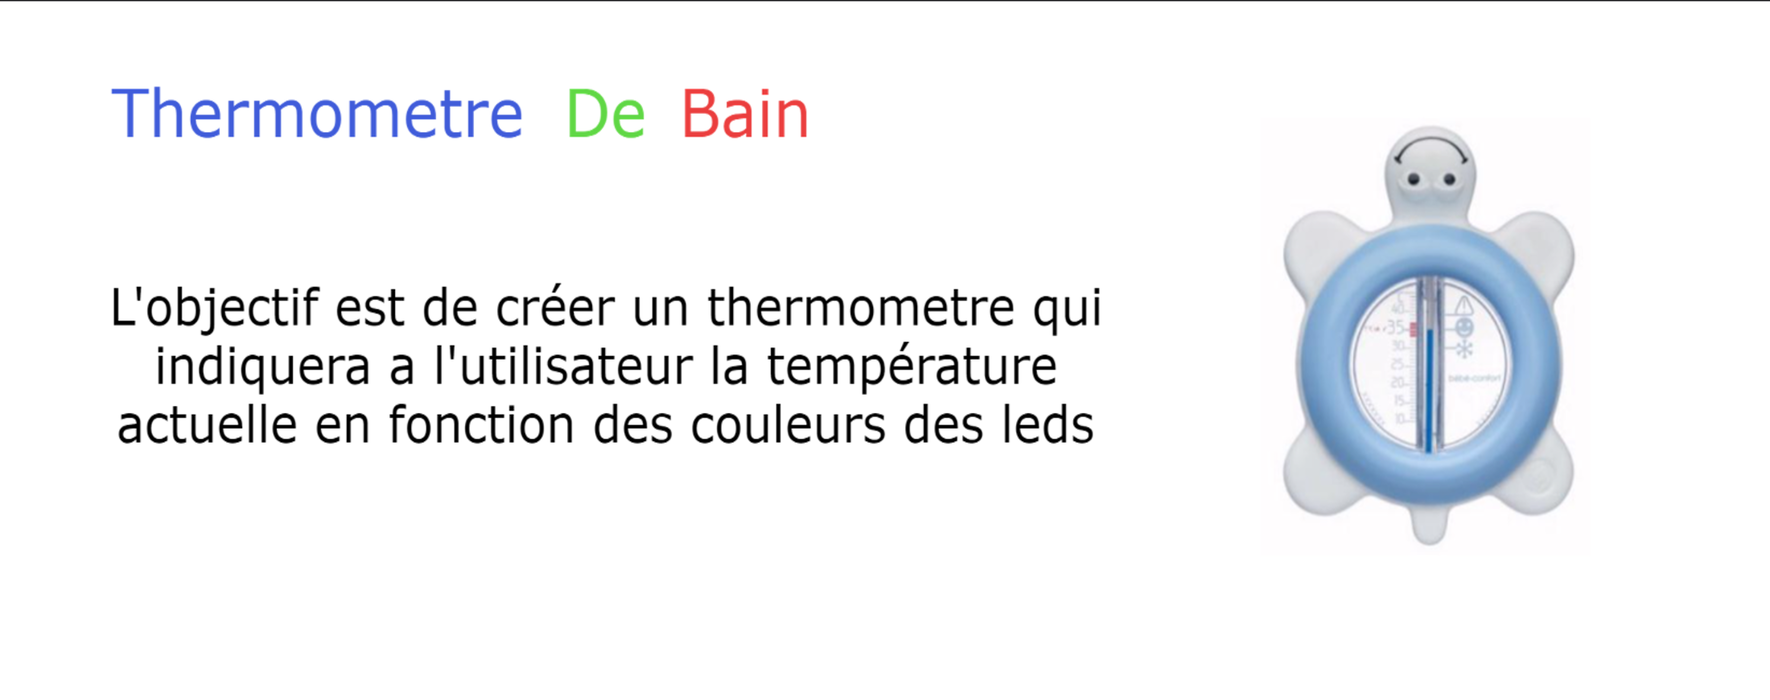 Thermometre De Bain
L'objectif est de créer un thermometre qui
indiquera a l'utilisateur la température
actuelle en fonction des couleurs des leds
40
35
30
25
20
15
10
bébé-confort